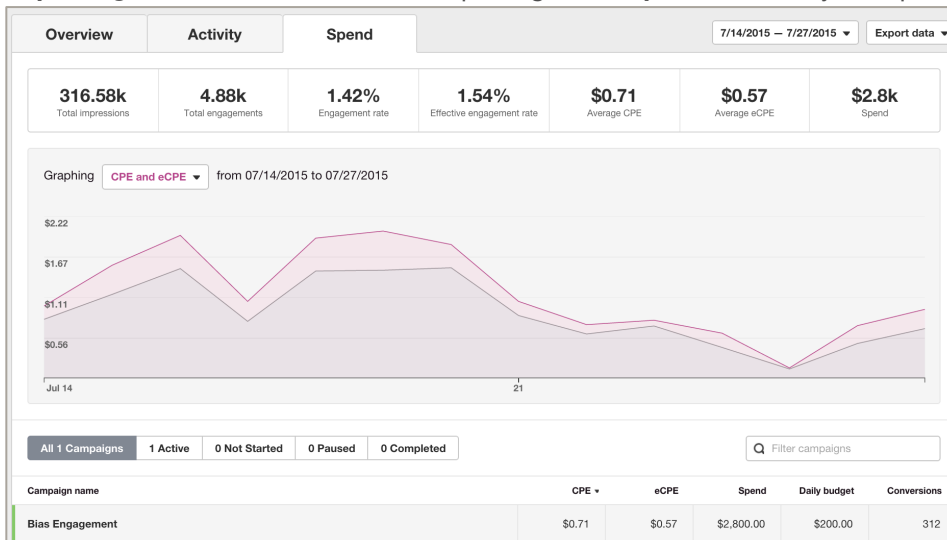 Overview Activity Spend 7/14/2015 — 7/27/2015 Export data
316.58k 4.88k 1.42% 1.54% $0.71 $0.57 $2.8k
Total impressions Total engagements Engagement rate Effective engagement rate Average CPE Average eCPE Spend
Graphing CPE and eCPE from 07/14/2015 to 07/27/2015
$2.22
$1.67
$1.11
$0.56
Jul 14 21
All 1 Campaigns 1 Active 0 Not Started 0 Paused 0 Completed Filter campaigns
Campaign name CPE eCPE Spend Daily budget Conversions
Bias Engagement $0.71 $0.57 $2,800.00 $200.00 312